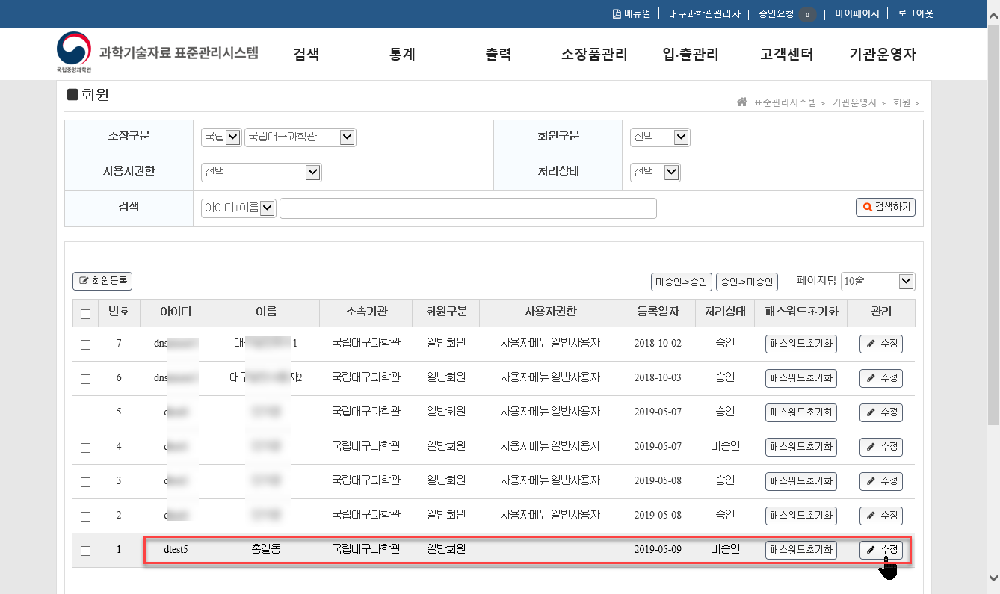 메뉴얼 대구과학관관리자 승인요청 0 마이페이지 로그아웃
국립중앙과학관 과학기술자료 표준관리시스템 검색 통계 출력 소장품관리 입·출관리 고객센터 기관운영자
회원
표준관리시스템 > 기관운영자 > 회원 >
소장구분 국립 국립대구과학관 회원구분 선택
사용자권한 선택 처리상태 선택
검색 아이디+이름 검색하기
회원등록 미승인->승인 승인->미승인 페이지당 10줄
번호 아이디 이름 소속기관 회원구분 사용자권한 등록일자 처리상태 패스워드초기화 관리
7 국립대구과학관 일반회원 사용자메뉴 일반사용자 2018-10-02 승인 패스워드초기화 수정
6 국립대구과학관 일반회원 사용자메뉴 일반사용자 2018-10-03 승인 패스워드초기화 수정
5 국립대구과학관 일반회원 사용자메뉴 일반사용자 2019-05-07 승인 패스워드초기화 수정
4 국립대구과학관 일반회원 사용자메뉴 일반사용자 2019-05-07 미승인 패스워드초기화 수정
3 국립대구과학관 일반회원 사용자메뉴 일반사용자 2019-05-08 승인 패스워드초기화 수정
2 국립대구과학관 일반회원 사용자메뉴 일반사용자 2019-05-08 승인 패스워드초기화 수정
1 dtest5 홍길동 국립대구과학관 일반회원 2019-05-09 미승인 패스워드초기화 수정